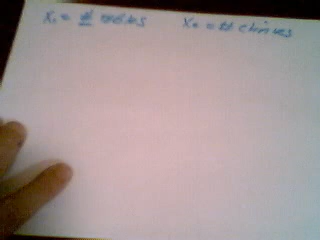 X₁ = # tables X₂ = # chairs